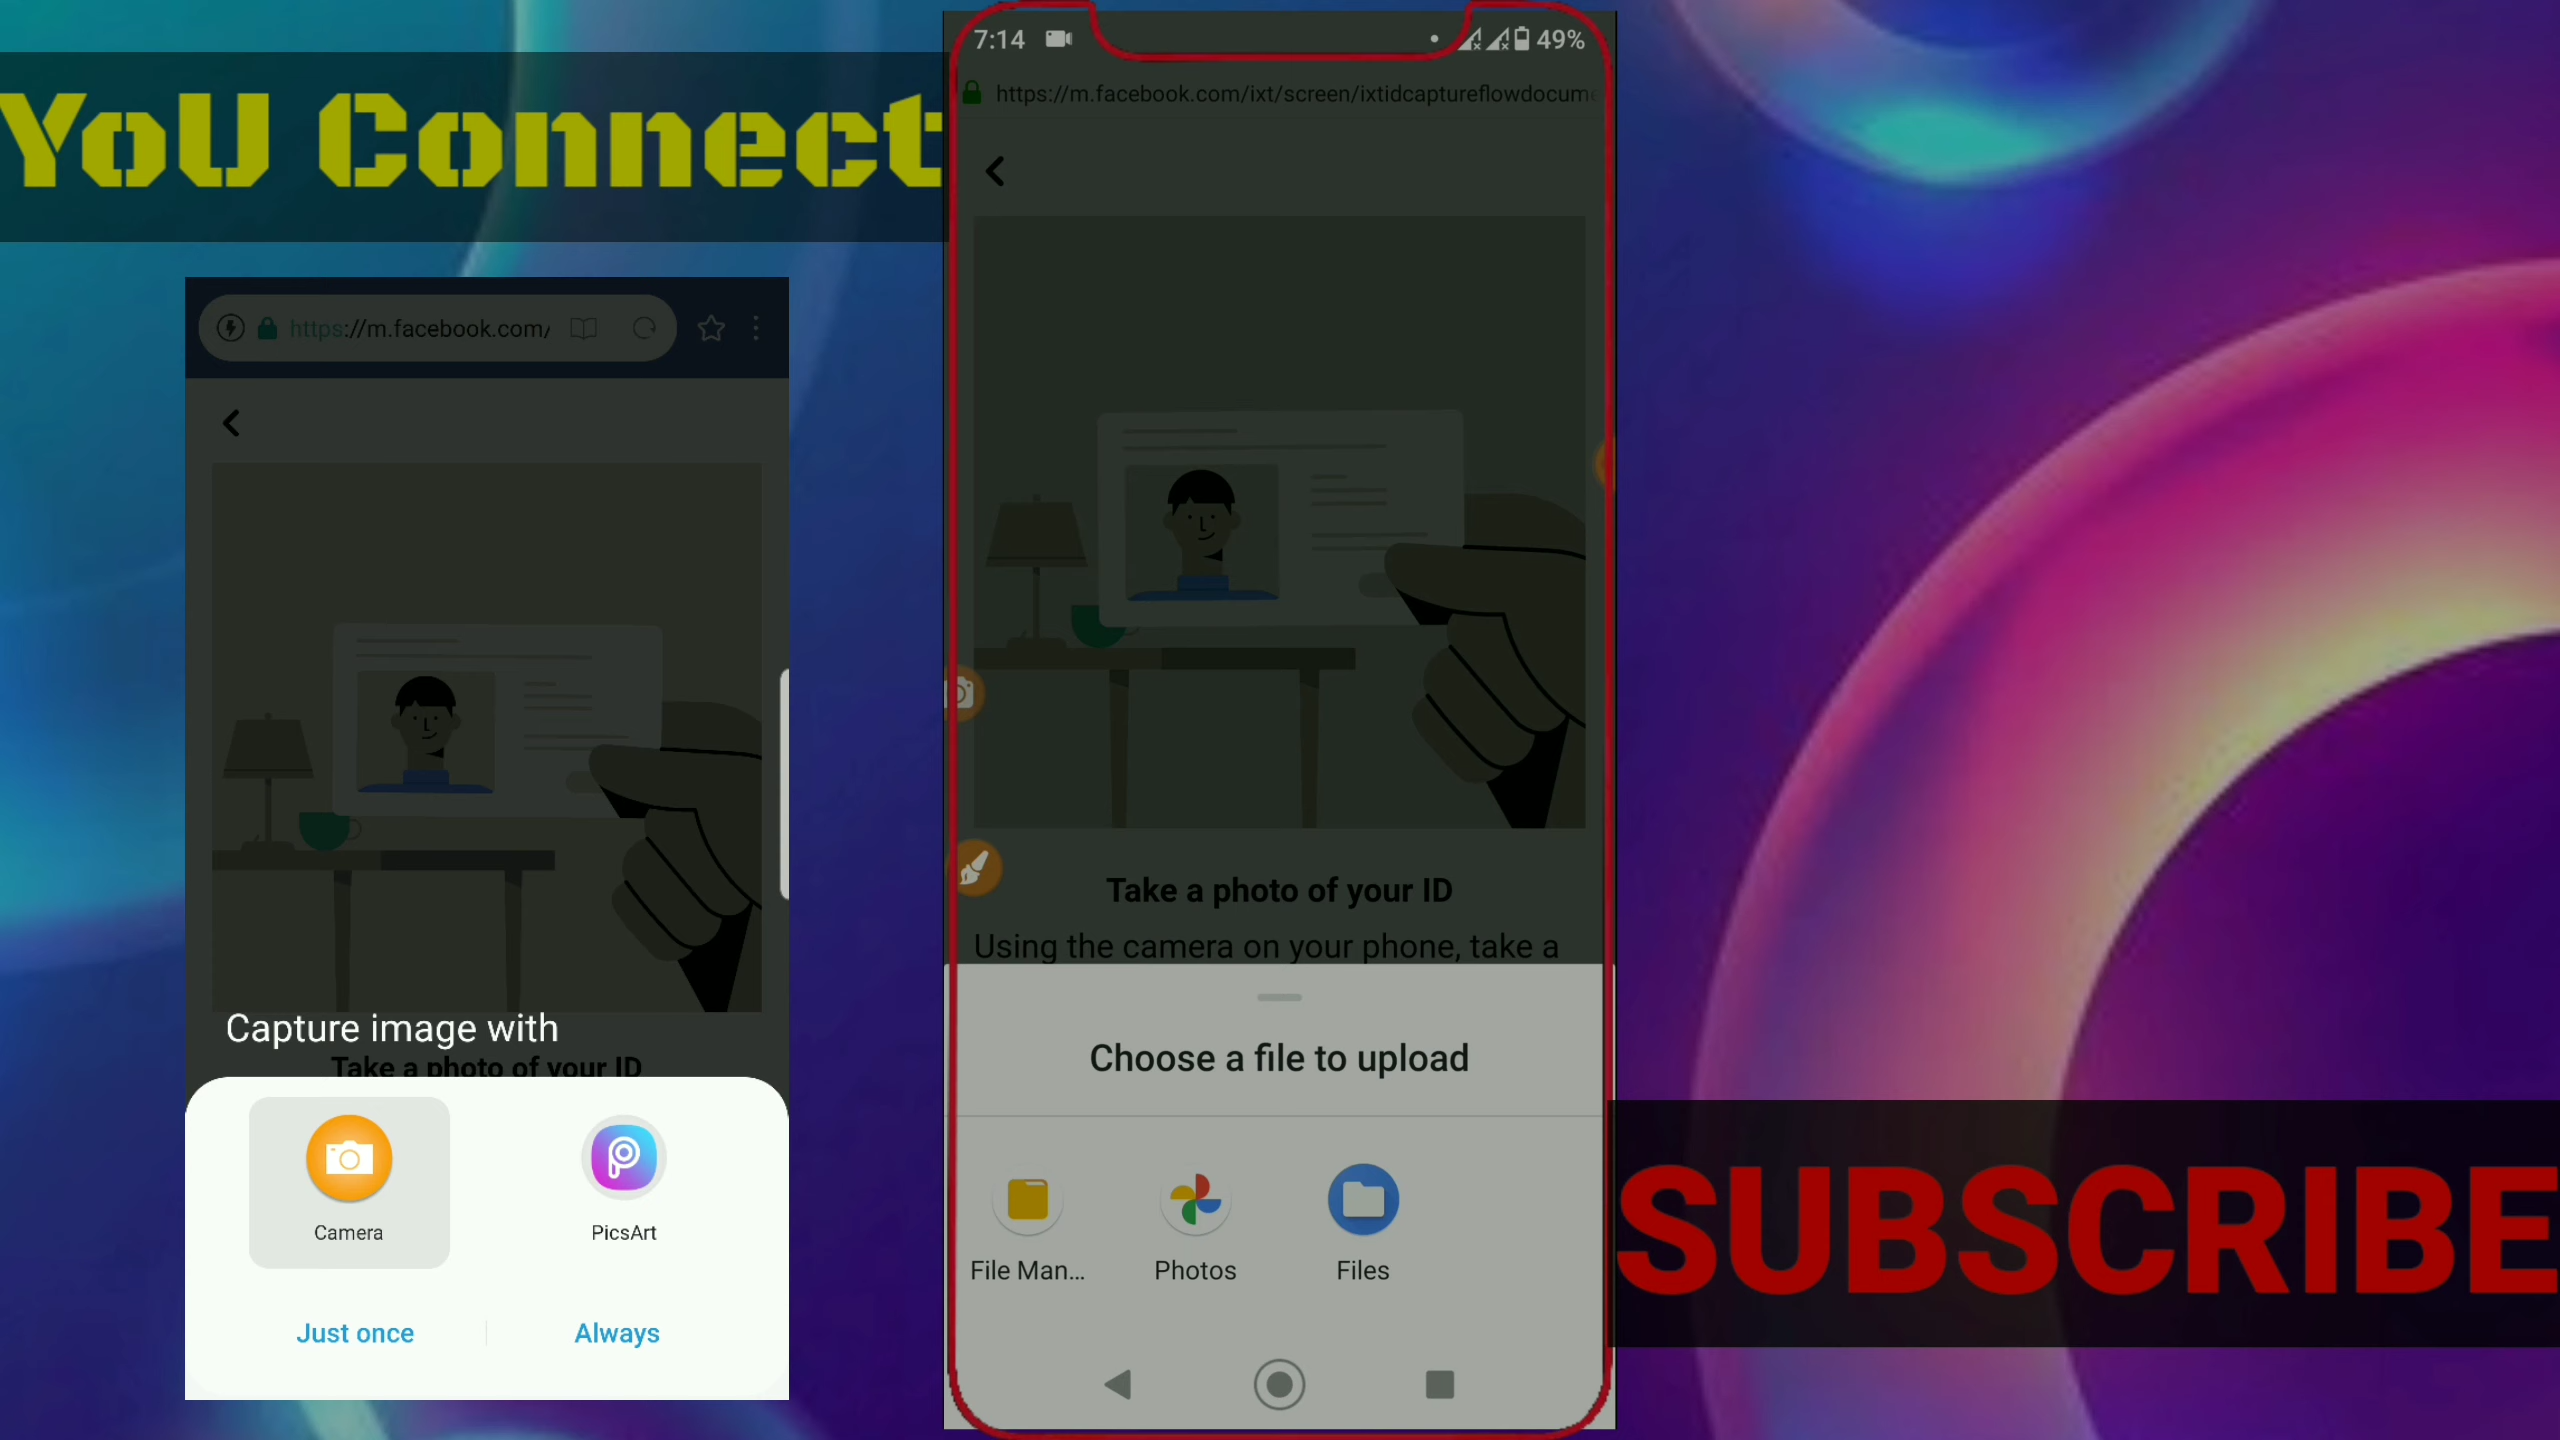 YoU Connect
https://m.facebook.com/
Capture image with
Take a photo of your ID
Camera
PicsArt
Just once
Always
7:14
49%
https://m.facebook.com/ixt/screen/ixtidcaptureflowdocume
Take a photo of your ID
Using the camera on your phone, take a
Choose a file to upload
File Man...
Photos
Files
SUBSCRIBE